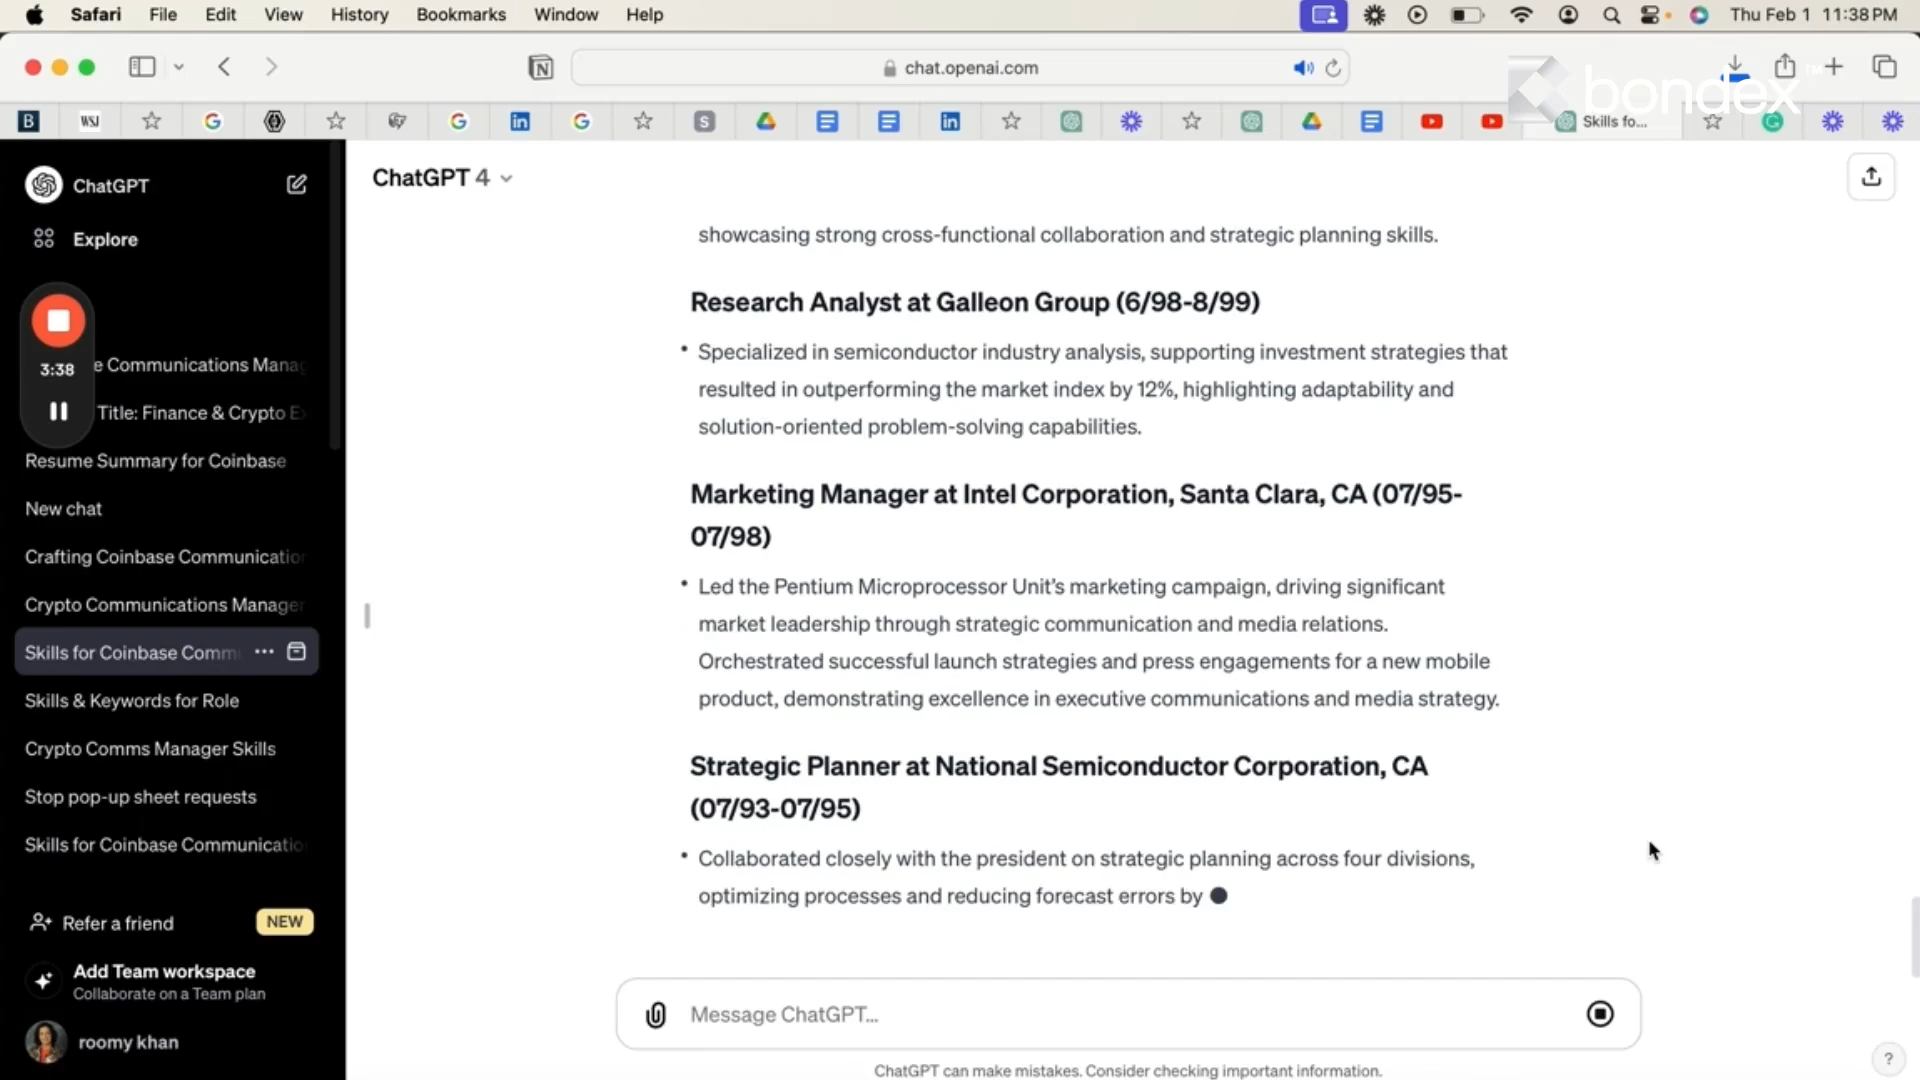 Safari File Edit View History Bookmarks Window Help
Thu Feb 1 11:38 PM
chat.openai.com
bondex™
B WSJ G G in G S in Skills fo... G
ChatGPT
Explore
3:38
e Communications Manag
Title: Finance & Crypto Ex
Resume Summary for Coinbase
New chat
Crafting Coinbase Communication
Crypto Communications Manager
Skills for Coinbase Comm
Skills & Keywords for Role
Crypto Comms Manager Skills
Stop pop-up sheet requests
Skills for Coinbase Communicatio
Refer a friend NEW
Add Team workspace
Collaborate on a Team plan
roomy khan
ChatGPT 4
showcasing strong cross-functional collaboration and strategic planning skills.
Research Analyst at Galleon Group (6/98-8/99)
• Specialized in semiconductor industry analysis, supporting investment strategies that
resulted in outperforming the market index by 12%, highlighting adaptability and
solution-oriented problem-solving capabilities.
Marketing Manager at Intel Corporation, Santa Clara, CA (07/95-
07/98)
• Led the Pentium Microprocessor Unit's marketing campaign, driving significant
market leadership through strategic communication and media relations.
Orchestrated successful launch strategies and press engagements for a new mobile
product, demonstrating excellence in executive communications and media strategy.
Strategic Planner at National Semiconductor Corporation, CA
(07/93-07/95)
• Collaborated closely with the president on strategic planning across four divisions,
optimizing processes and reducing forecast errors by
Message ChatGPT...
ChatGPT can make mistakes. Consider checking important information.
?